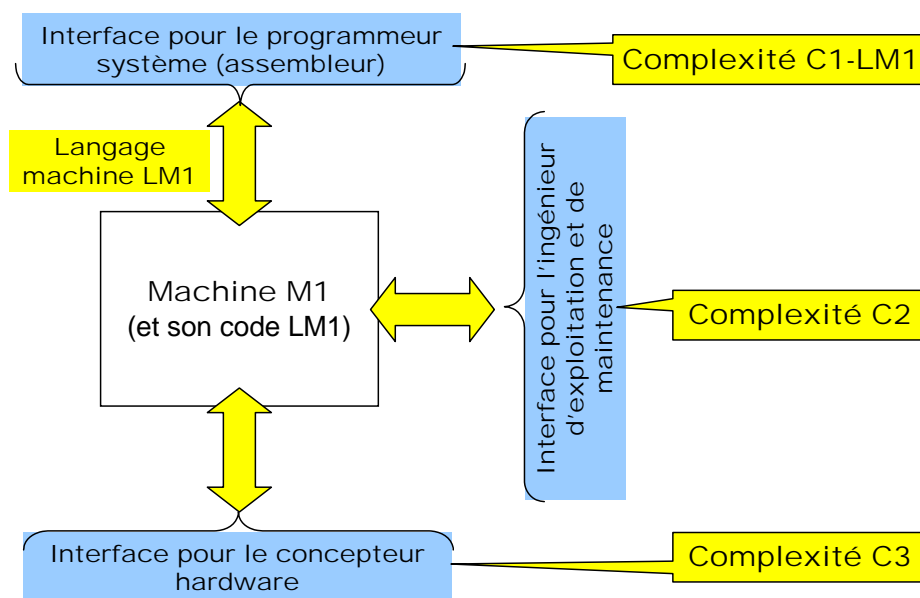 Interface pour le programmeur
système (assembleur)
Complexité C1-LM1
Langage
machine LM1
Machine M1
(et son code LM1)
Interface pour l'ingénieur
d'exploitation et de
maintenance
Complexité C2
Interface pour le concepteur
hardware
Complexité C3